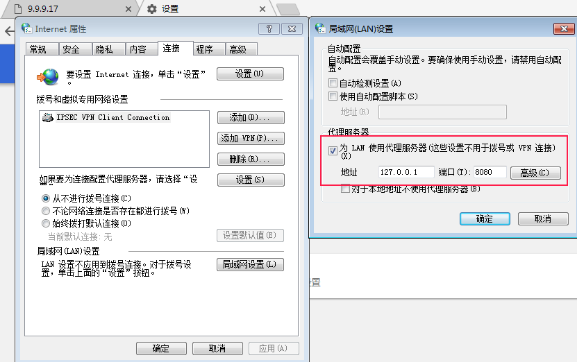 9.9.9.17
设置
Internet 属性
常规
安全
隐私
内容
连接
程序
高级
要设置 Internet 连接，单击“设置”
。
设置(U)
拨号和虚拟专用网络设置
IPSEC VPN Client Connection
添加(D)...
添加 VPN(P)...
删除(R)...
如果要为连接配置代理服务器，请选择“设
置”
设置(S)
从不进行拨号连接(C)
不论网络连接是否存在都进行拨号(W)
始终拨打默认连接(O)
当前默认连接: 无
设置默认值(E)
局域网(LAN)设置
LAN 设置不应用到拨号连接。对于拨号设
置，单击上面的“设置”按钮。
局域网设置(L)
确定
取消
应用(A)
局域网(LAN)设置
自动配置
自动配置会覆盖手动设置。要确保使用手动设置，请禁用自动配
置。
自动检测设置(A)
使用自动配置脚本(S)
地址(R)
代理服务器
为 LAN 使用代理服务器(这些设置不用于拨号或 VPN 连接)
(X)
地址
127.0.0.1
端口(T):
8080
高级(C)
对于本地地址不使用代理服务器(B)
确定
取消